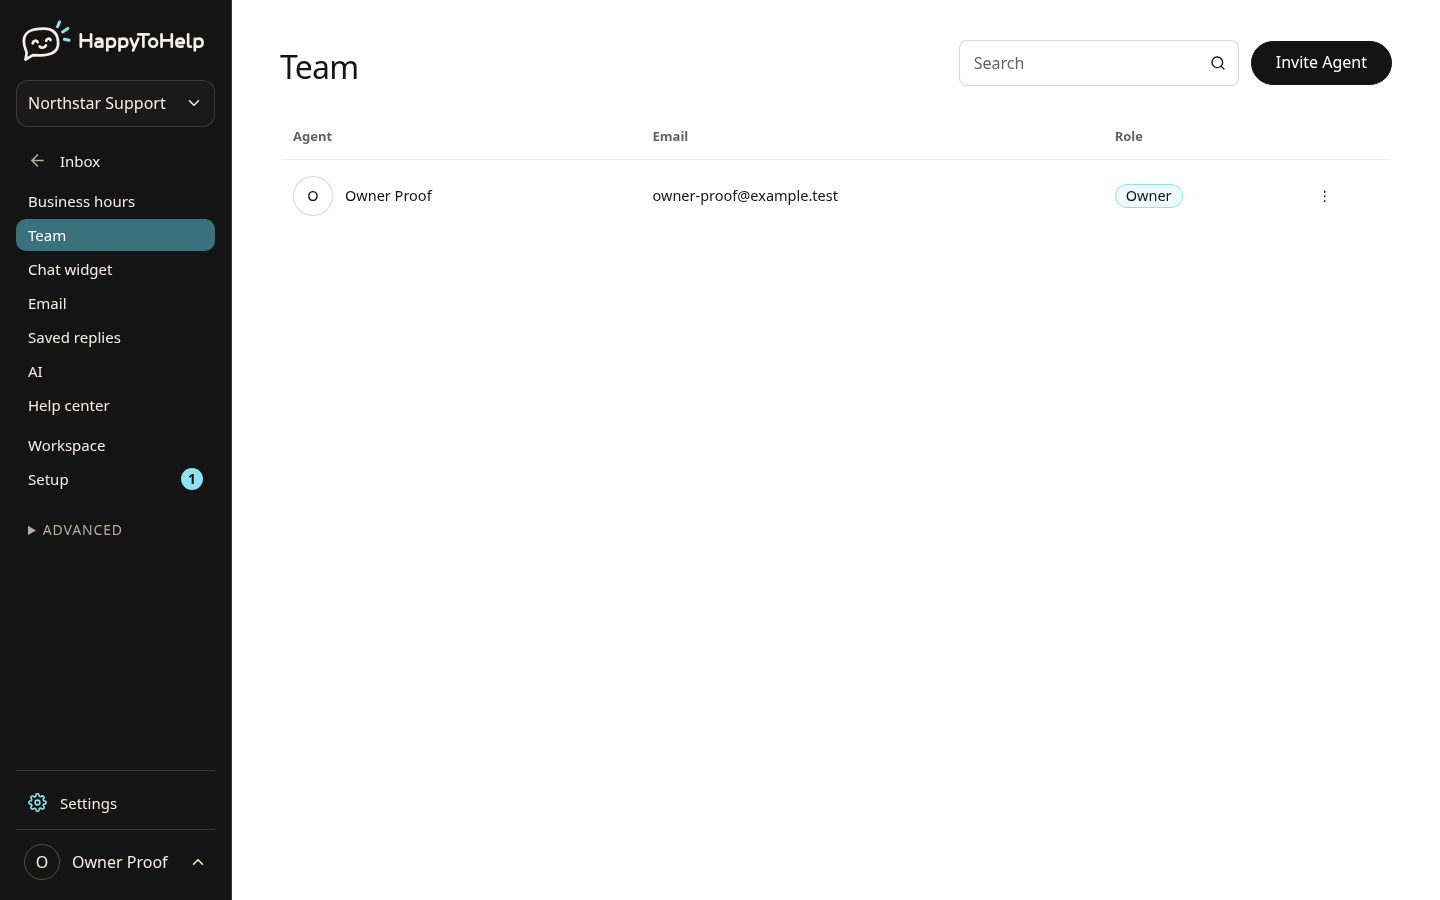 HappyToHelp
Northstar Support
Inbox
Business hours
Team
Chat widget
Email
Saved replies
AI
Help center
Workspace
Setup 1
ADVANCED
Settings
O Owner Proof
Team
Search
Invite Agent
Agent Email Role
O Owner Proof owner-proof@example.test Owner